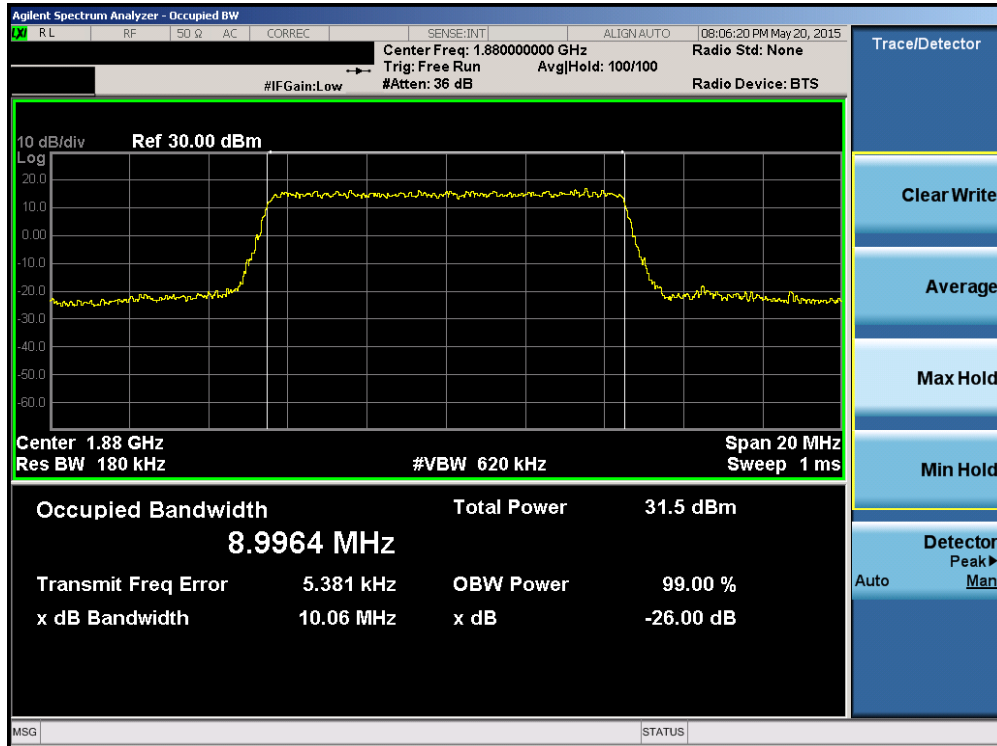 Agilent Spectrum Analyzer - Occupied BW
LXI RL RF 50 Ω AC CORREC SENSE:INT ALIGN AUTO 08:06:20 PM May 20, 2015
Center Freq: 1.880000000 GHz Radio Std: None
Trig: Free Run Avg|Hold: 100/100
#IFGain:Low #Atten: 36 dB Radio Device: BTS
10 dB/div Ref 30.00 dBm
Log
20.0
10.0
0.00
-10.0
-20.0
-30.0
-40.0
-50.0
-60.0
Center 1.88 GHz Span 20 MHz
Res BW 180 kHz #VBW 620 kHz Sweep 1 ms
Occupied Bandwidth Total Power 31.5 dBm
8.9964 MHz
Transmit Freq Error 5.381 kHz OBW Power 99.00 %
x dB Bandwidth 10.06 MHz x dB -26.00 dB
MSG STATUS
Trace/Detector
Clear Write
Average
Max Hold
Min Hold
Detector
Peak▶
Auto Man